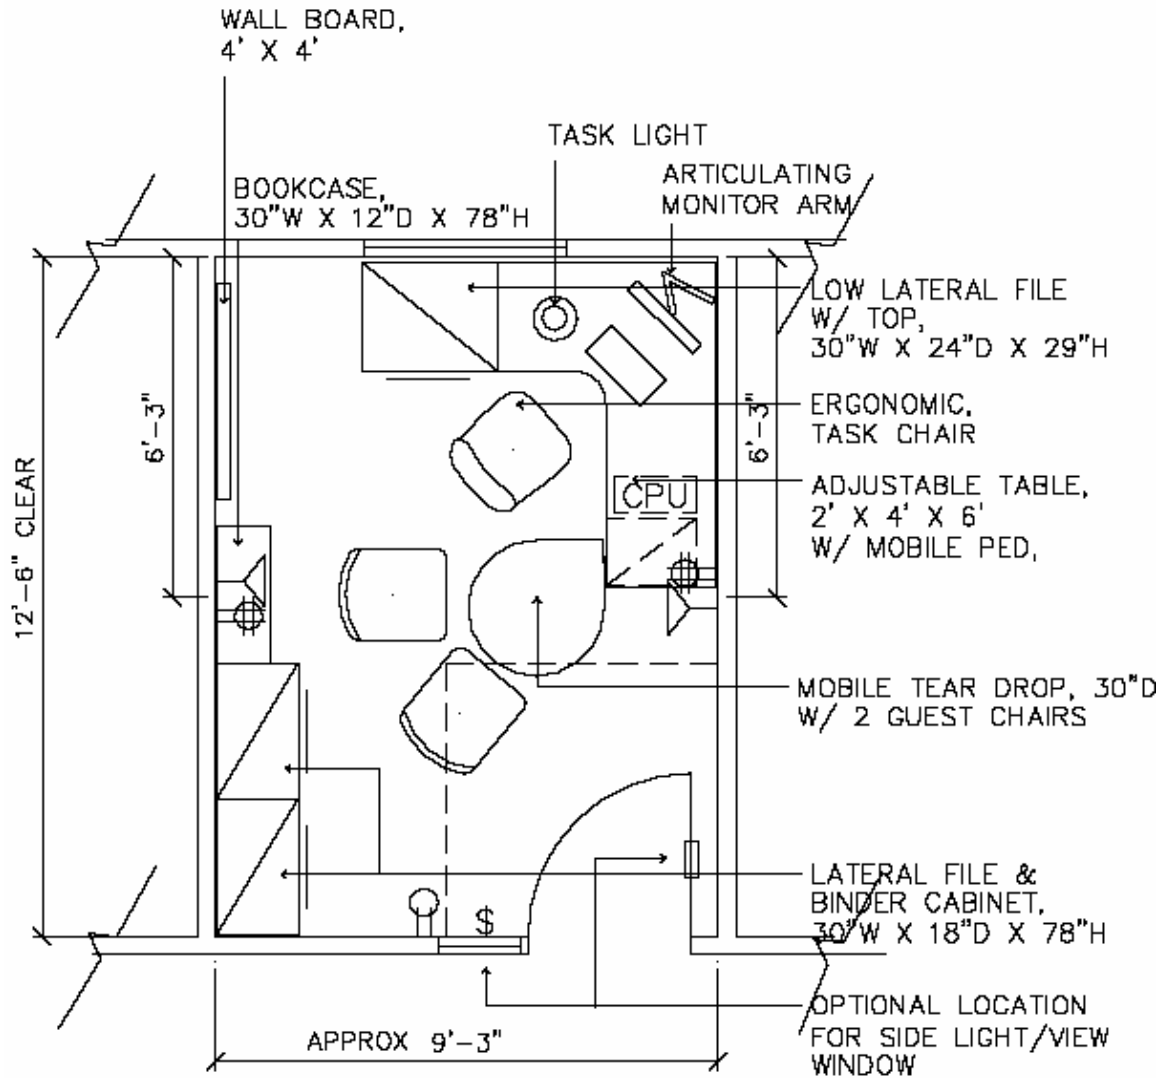 WALL BOARD,
4' X 4'
TASK LIGHT
ARTICULATING
MONITOR ARM
BOOKCASE,
30"W X 12"D X 78"H
LOW LATERAL FILE
W/ TOP,
30"W X 24"D X 29"H
6'-3"
6'-3"
ERGONOMIC,
TASK CHAIR
12'-6" CLEAR
CPU
ADJUSTABLE TABLE,
2' X 4' X 6'
W/ MOBILE PED,
MOBILE TEAR DROP, 30"D
W/ 2 GUEST CHAIRS
LATERAL FILE &
BINDER CABINET,
30"W X 18"D X 78"H
$
OPTIONAL LOCATION
FOR SIDE LIGHT/VIEW
WINDOW
APPROX 9'-3"